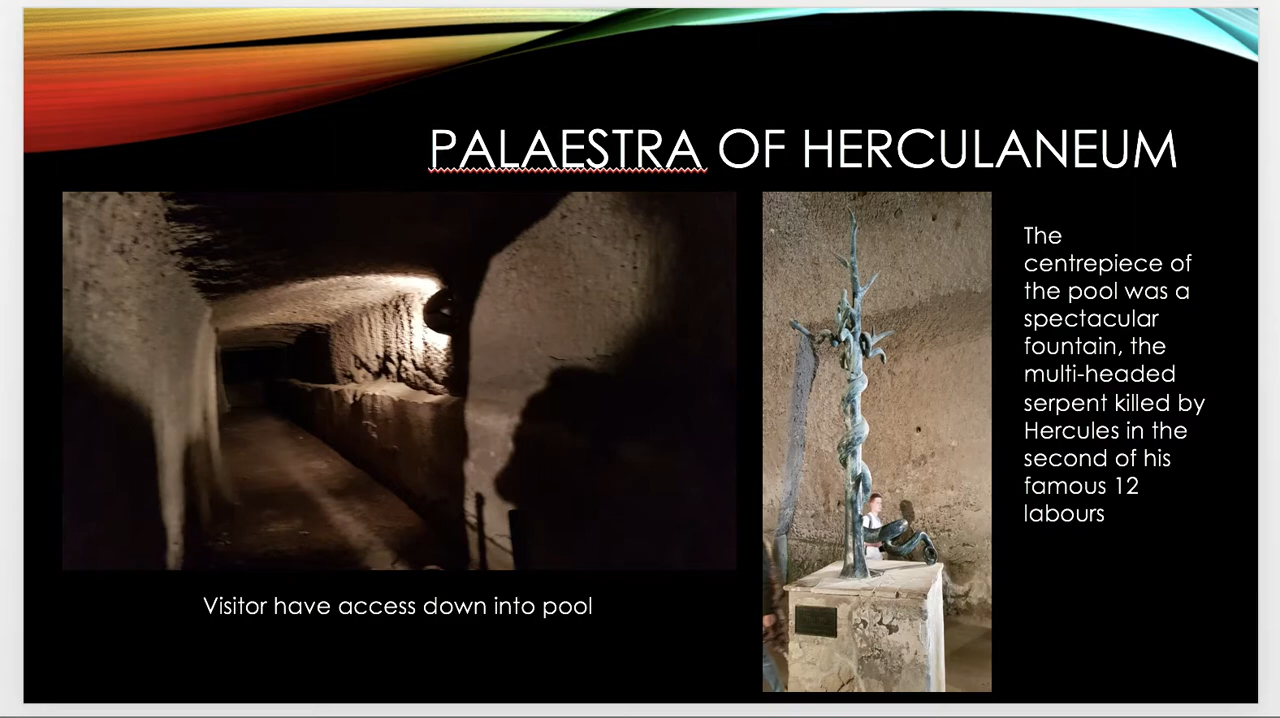 PALAESTRA OF HERCULANEUM
The
centrepiece of
the pool was a
spectacular
fountain, the
multi-headed
serpent killed by
Hercules in the
second of his
famous 12
labours
Visitor have access down into pool